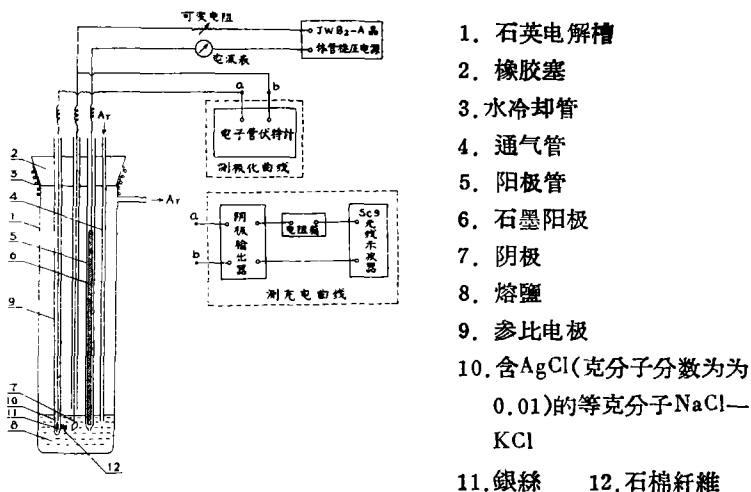 可变电阻
JWB₂-A 晶
体管稳压电源
电流表
a
b
Ar
电子管伏特计
测极化曲线
Ar
a
b
阴极输出器
电阻箱
SC9光线示波器
测充电曲线
2
3
1
4
5
6
9
7
10
11
8
12
1. 石英电解槽
2. 橡胶塞
3.水冷却管
4. 通气管
5. 阳极管
6. 石墨阳极
7. 阴极
8. 熔鹽
9. 参比电极
10.含AgCl(克分子分数为为
0.01)的等克分子NaCl—
KCl
11.銀絲 12.石棉紆維